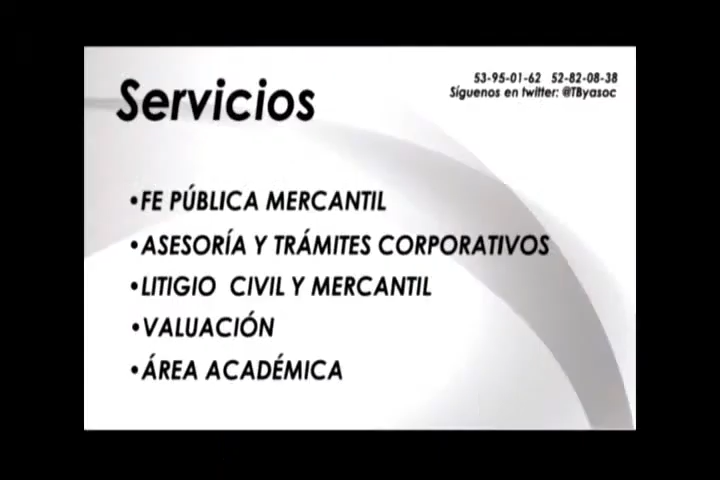 Servicios
53-95-01-62 52-82-08-38
Síguenos en twitter: @TByasoc
•FE PÚBLICA MERCANTIL
•ASESORÍA Y TRÁMITES CORPORATIVOS
•LITIGIO CIVIL Y MERCANTIL
•VALUACIÓN
•ÁREA ACADÉMICA